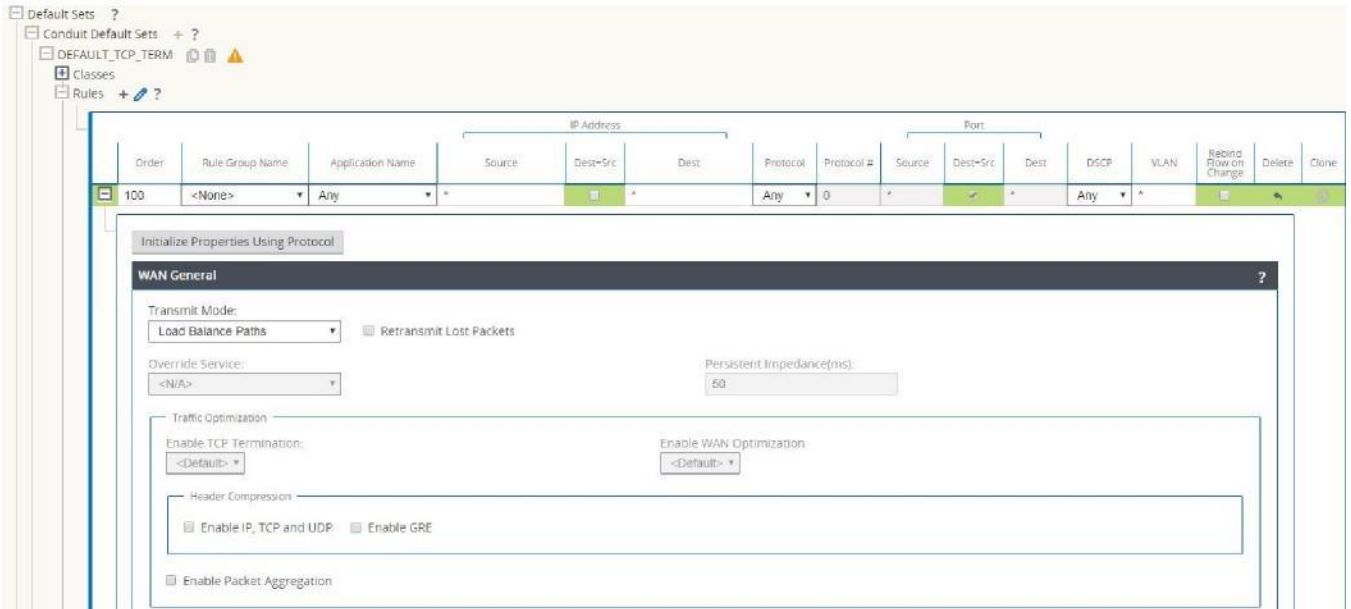 Default Sets ?
Conduit Default Sets + ?
DEFAULT_TCP_TERM
Classes
Rules + ?
IP Address Port
Order Rule Group Name Application Name Source Dest=Src Dest Protocol Protocol # Source Dest=Src Dest DSCP VLAN Rebind Flow on Change Delete Clone
100 <None> Any * * Any 0 * * Any *
Initialize Properties Using Protocol
WAN General ?
Transmit Mode:
Load Balance Paths Retransmit Lost Packets
Override Service: Persistent Impedance(ms):
<N/A> 50
Traffic Optimization
Enable TCP Termination: Enable WAN Optimization
<Default> <Default>
Header Compression
Enable IP, TCP and UDP Enable GRE
Enable Packet Aggregation